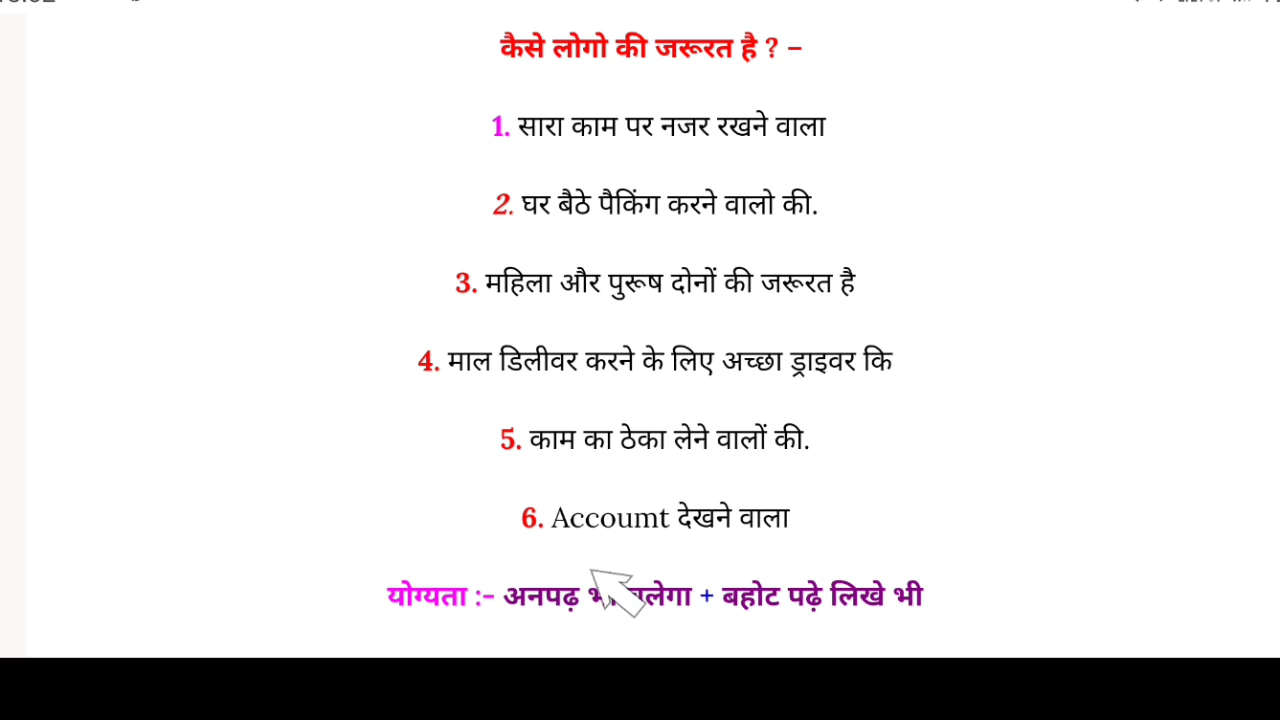 कैसे लोगो की जरूरत है ? –
1. सारा काम पर नजर रखने वाला
2. घर बैठे पैकिंग करने वालो की.
3. महिला और पुरूष दोनों की जरूरत है
4. माल डिलीवर करने के लिए अच्छा ड्राइवर कि
5. काम का ठेका लेने वालों की.
6. Accoumt देखने वाला
योग्यता :- अनपढ़ + बहोट पढ़े लिखे भी